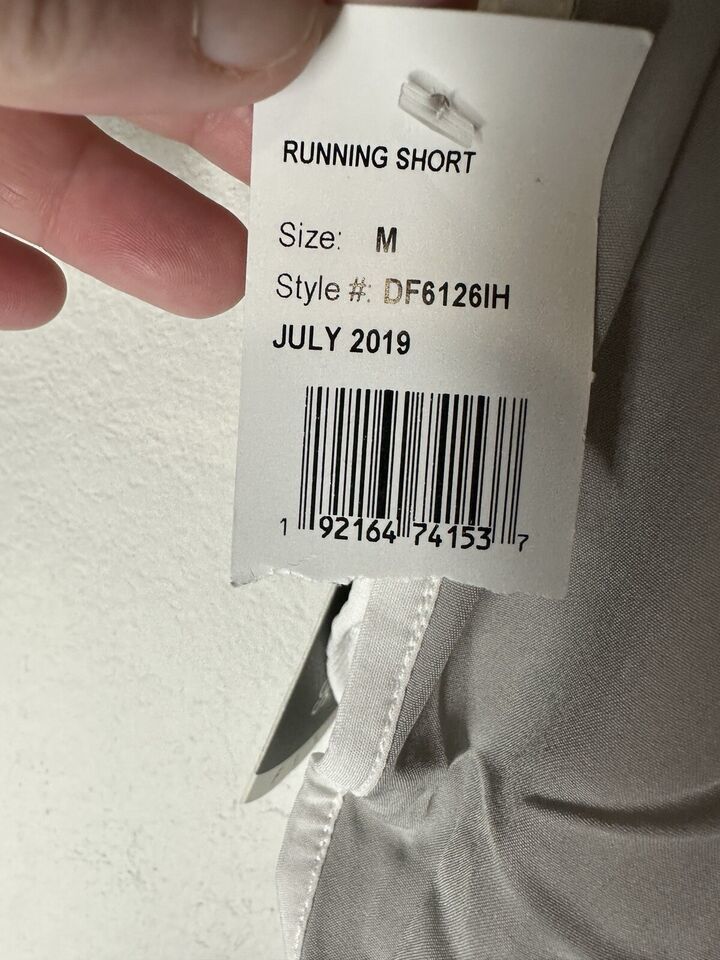 RUNNING SHORT
Size: M
Style #: DF6126IH
JULY 2019
1 92164 74153 7